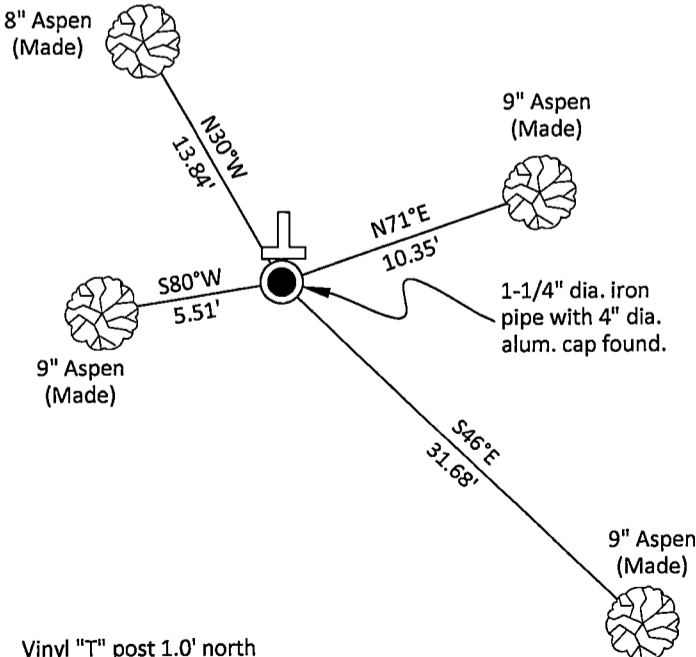 8" Aspen
(Made)
N30°W
13.84'
9" Aspen
(Made)
N71°E
10.35'
S80°W
5.51'
9" Aspen
(Made)
1-1/4" dia. iron
pipe with 4" dia.
alum. cap found.
S46°E
31.68'
9" Aspen
(Made)
Vinyl "T" post 1.0' north